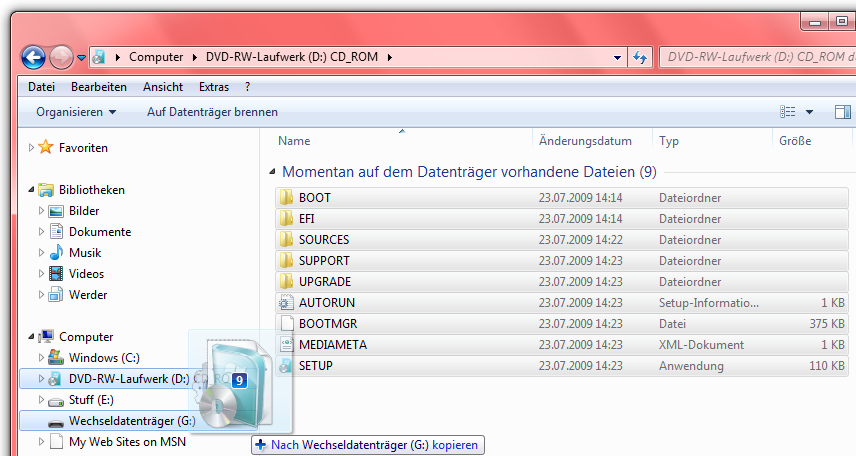 Computer ▸ DVD-RW-Laufwerk (D:) CD_ROM ▸
DVD-RW-Laufwerk (D:) CD_ROM d
Datei Bearbeiten Ansicht Extras ?
Organisieren Auf Datenträger brennen
Name Änderungsdatum Typ Größe
Favoriten
Bibliotheken
Bilder
Dokumente
Musik
Videos
Werder
Computer
Windows (C:)
DVD-RW-Laufwerk (D:) CD_ROM
Stuff (E:)
Wechseldatenträger (G:)
My Web Sites on MSN
Momentan auf dem Datenträger vorhandene Dateien (9)
BOOT 23.07.2009 14:14 Dateiordner
EFI 23.07.2009 14:14 Dateiordner
SOURCES 23.07.2009 14:22 Dateiordner
SUPPORT 23.07.2009 14:23 Dateiordner
UPGRADE 23.07.2009 14:23 Dateiordner
AUTORUN 23.07.2009 14:23 Setup-Informatio... 1 KB
BOOTMGR 23.07.2009 14:23 Datei 375 KB
MEDIAMETA 23.07.2009 14:23 XML-Dokument 1 KB
SETUP 23.07.2009 14:23 Anwendung 110 KB
9
Nach Wechseldatenträger (G:) kopieren